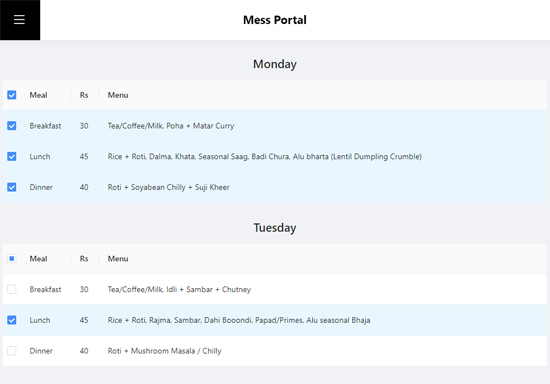 Mess Portal
Monday
Meal Rs Menu
Breakfast 30 Tea/Coffee/Milk, Poha + Matar Curry
Lunch 45 Rice + Roti, Dalma, Khata, Seasonal Saag, Badi Chura, Alu bharta (Lentil Dumpling Crumble)
Dinner 40 Roti + Soyabean Chilly + Suji Kheer
Tuesday
Meal Rs Menu
Breakfast 30 Tea/Coffee/Milk, Idli + Sambar + Chutney
Lunch 45 Rice + Roti, Rajma, Sambar, Dahi Booondi, Papad/Primes, Alu seasonal Bhaja
Dinner 40 Roti + Mushroom Masala / Chilly